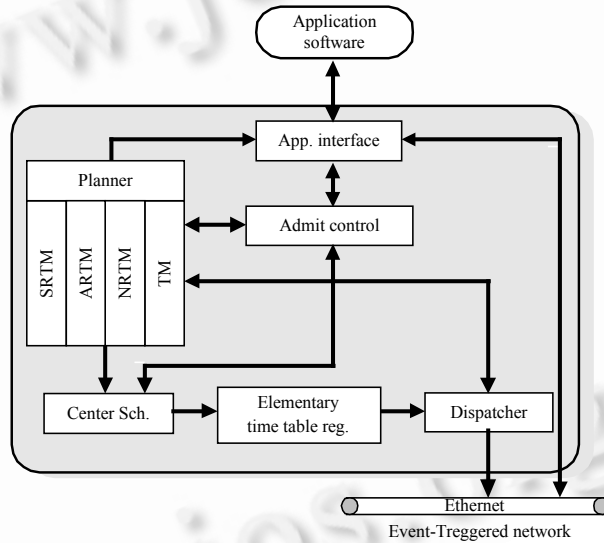 Application
software
App. interface
Planner
Admit control
SRTM
ARTM
NRTM
TM
Center Sch.
Elementary
time table reg.
Dispatcher
Ethernet
Event-Treggered network